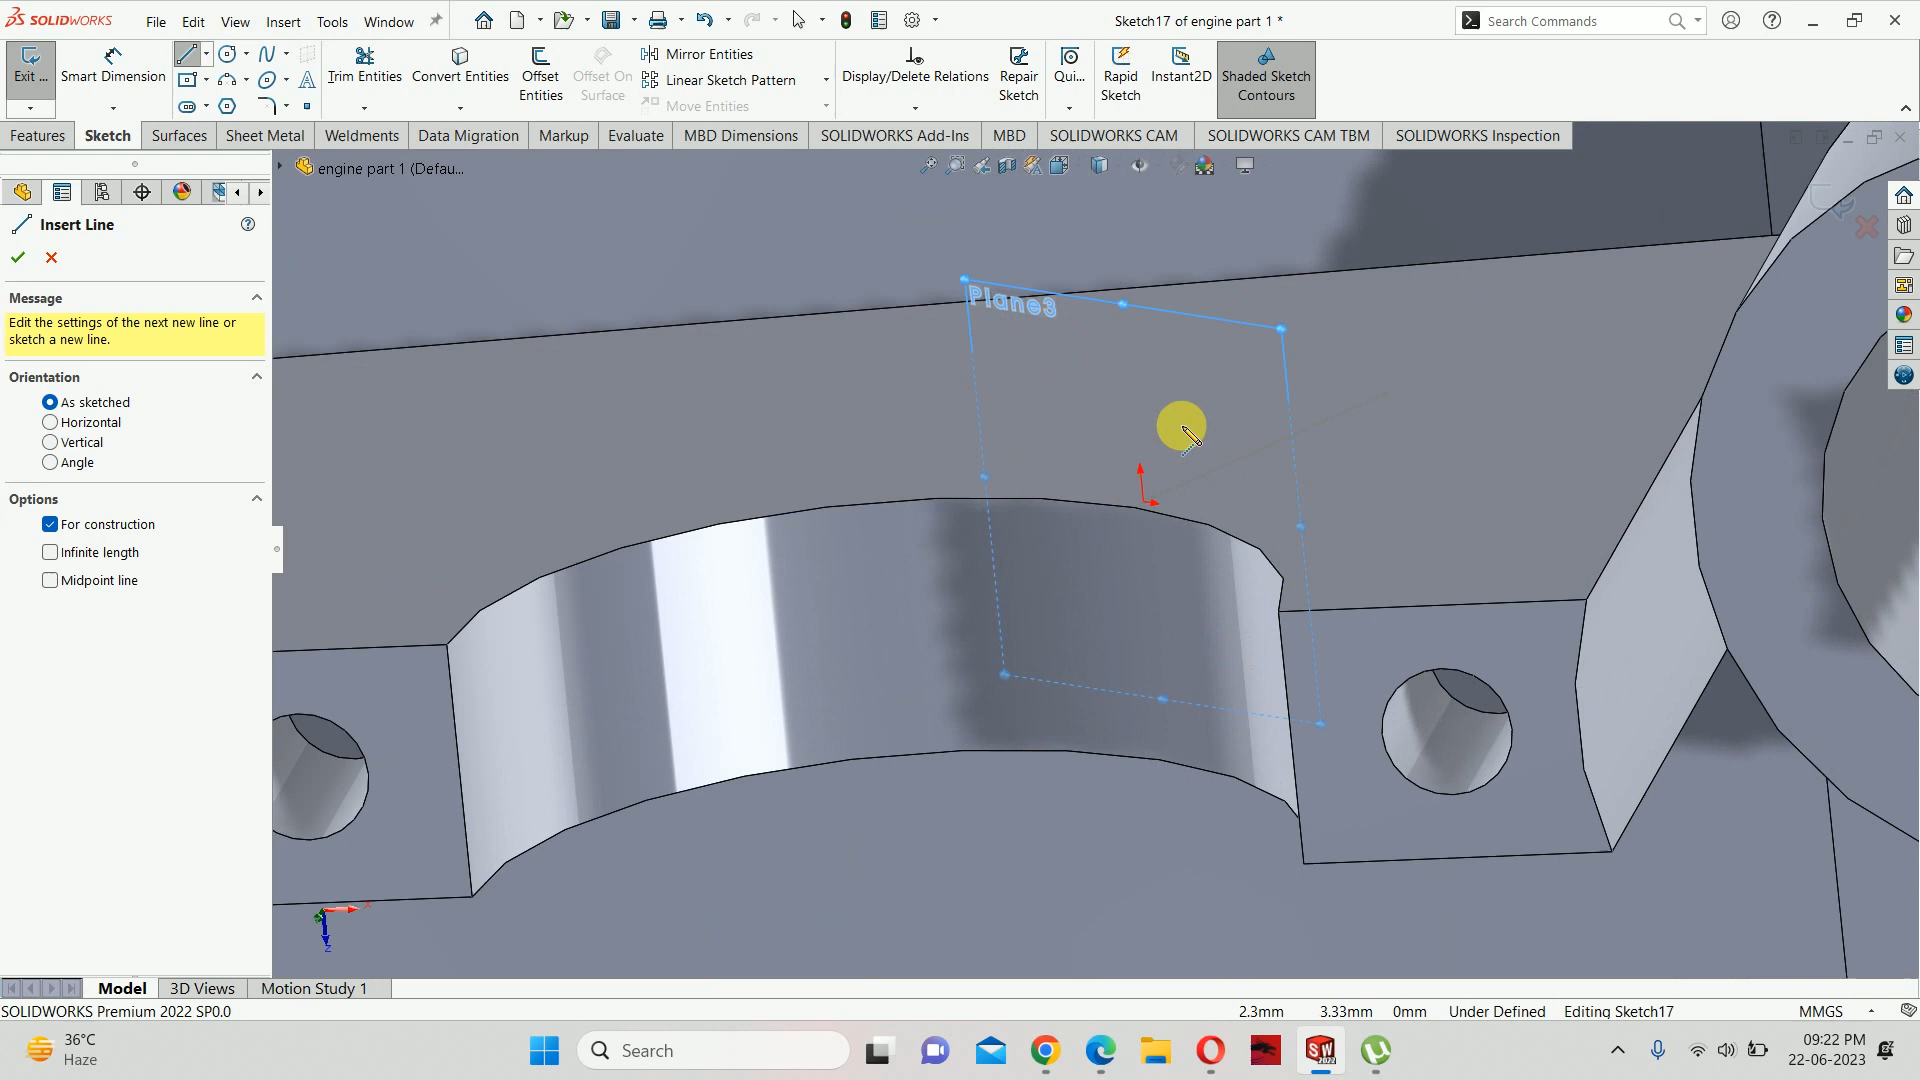 SOLIDWORKS File Edit View Insert Tools Window
Sketch17 of engine part 1 *
Search Commands
Exit ... Smart Dimension Trim Entities Convert Entities Offset Entities Offset On Surface
Mirror Entities
Linear Sketch Pattern
Move Entities
Display/Delete Relations Repair Sketch Qui... Rapid Sketch Instant2D Shaded Sketch Contours
Features Sketch Surfaces Sheet Metal Weldments Data Migration Markup Evaluate MBD Dimensions SOLIDWORKS Add-Ins MBD SOLIDWORKS CAM SOLIDWORKS CAM TBM SOLIDWORKS Inspection
engine part 1 (Defau...
Insert Line
Message
Edit the settings of the next new line or
sketch a new line.
Orientation
As sketched
Horizontal
Vertical
Angle
Options
For construction
Infinite length
Midpoint line
Plane3
X
Z
Model 3D Views Motion Study 1
SOLIDWORKS Premium 2022 SP0.0
2.3mm 3.33mm 0mm Under Defined Editing Sketch17 MMGS
36°C
Haze
Search
SW
2022
09:22 PM
22-06-2023